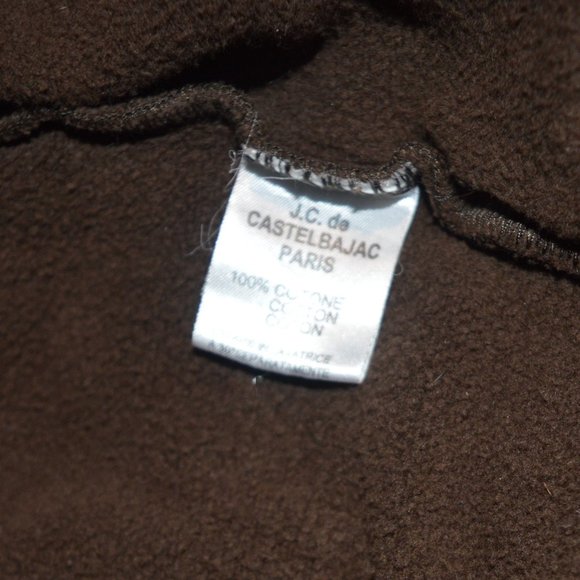 J.C. de
CASTELBAJAC
PARIS
100% COTONE
COTTON
COTON